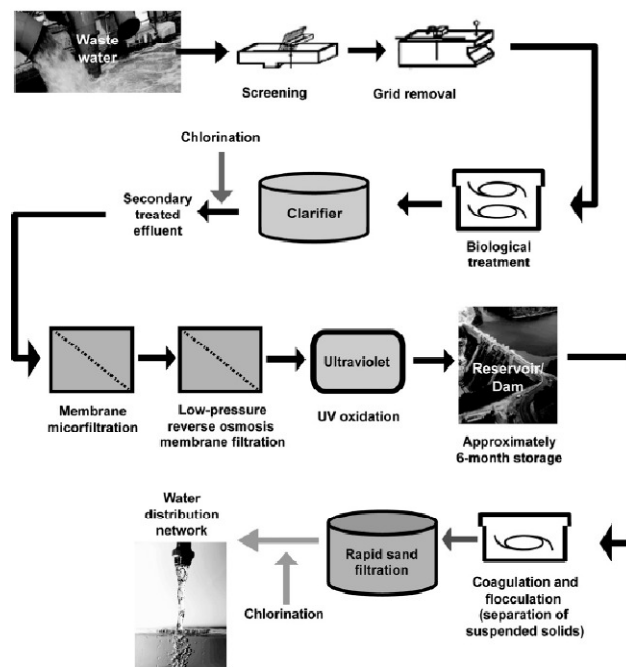 Waste
water
Screening
Grid removal
Chlorination
Secondary
treated
effluent
Clarifier
Biological
treatment
Membrane
micorfiltration
Low-pressure
reverse osmosis
membrane filtration
Ultraviolet
UV oxidation
Reservoir/
Dam
Approximately
6-month storage
Water
distribution
network
Chlorination
Rapid sand
filtration
Coagulation and
flocculation
(separation of
suspended solids)